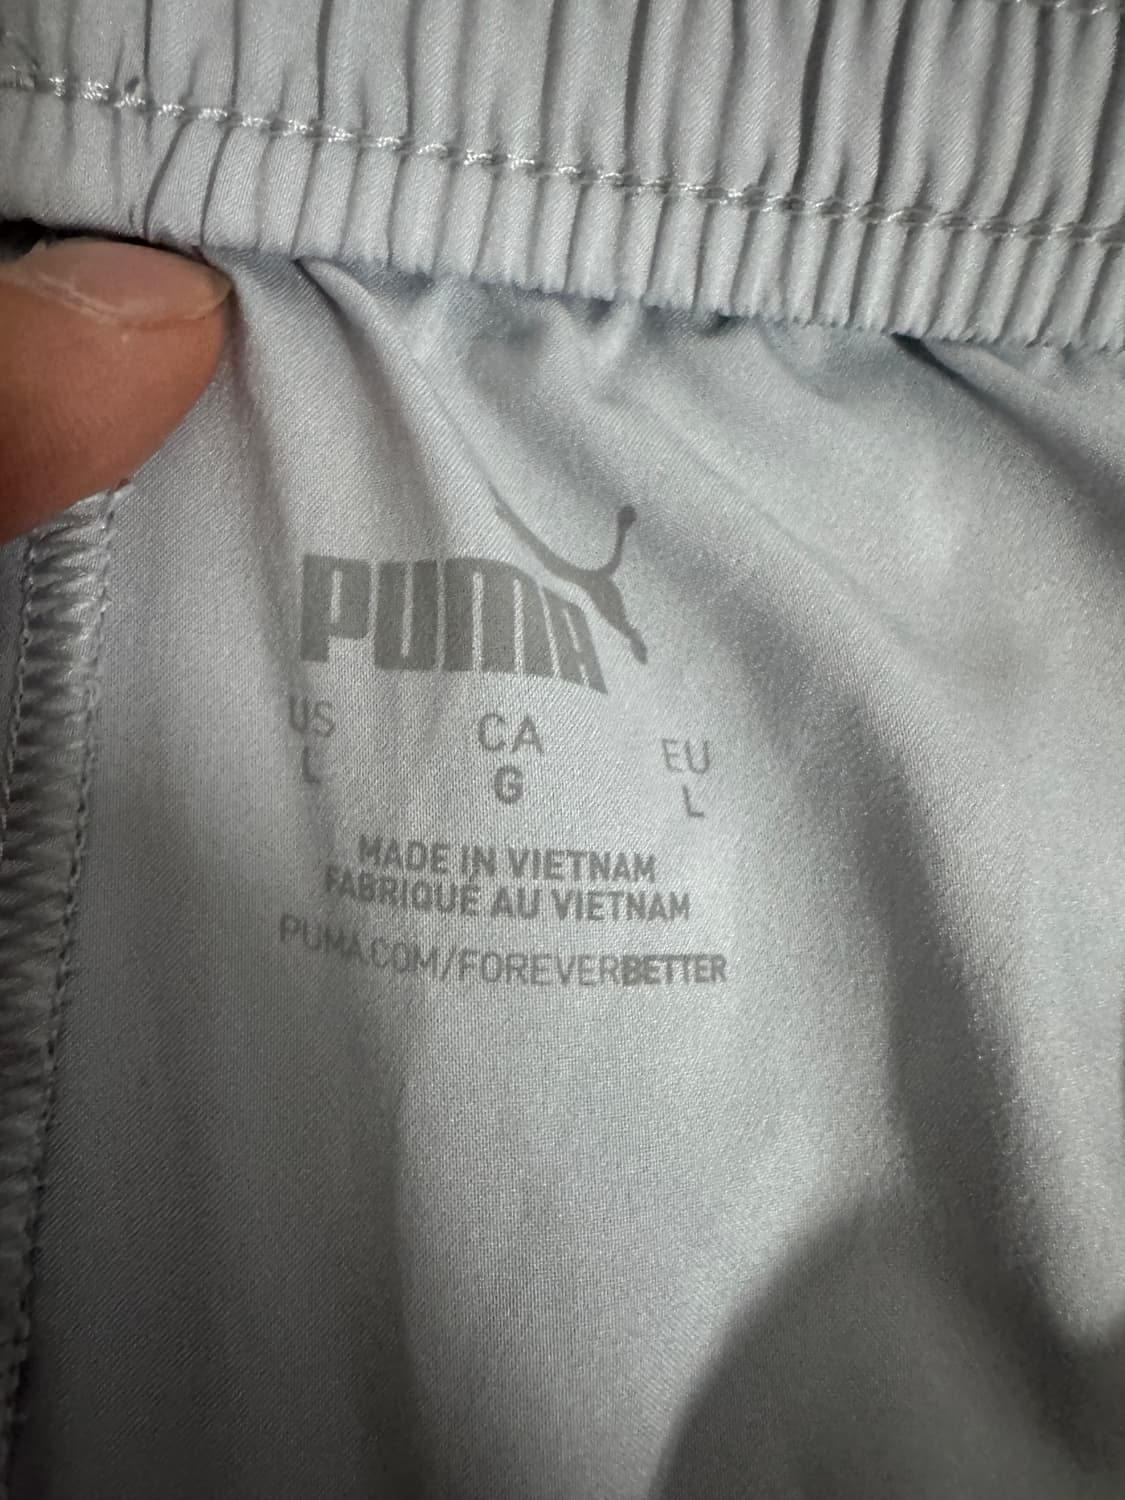 PUMA
US CA EU
L G L
MADE IN VIETNAM
FABRIQUÉ AU VIETNAM
PUMA.COM/FOREVERBETTER